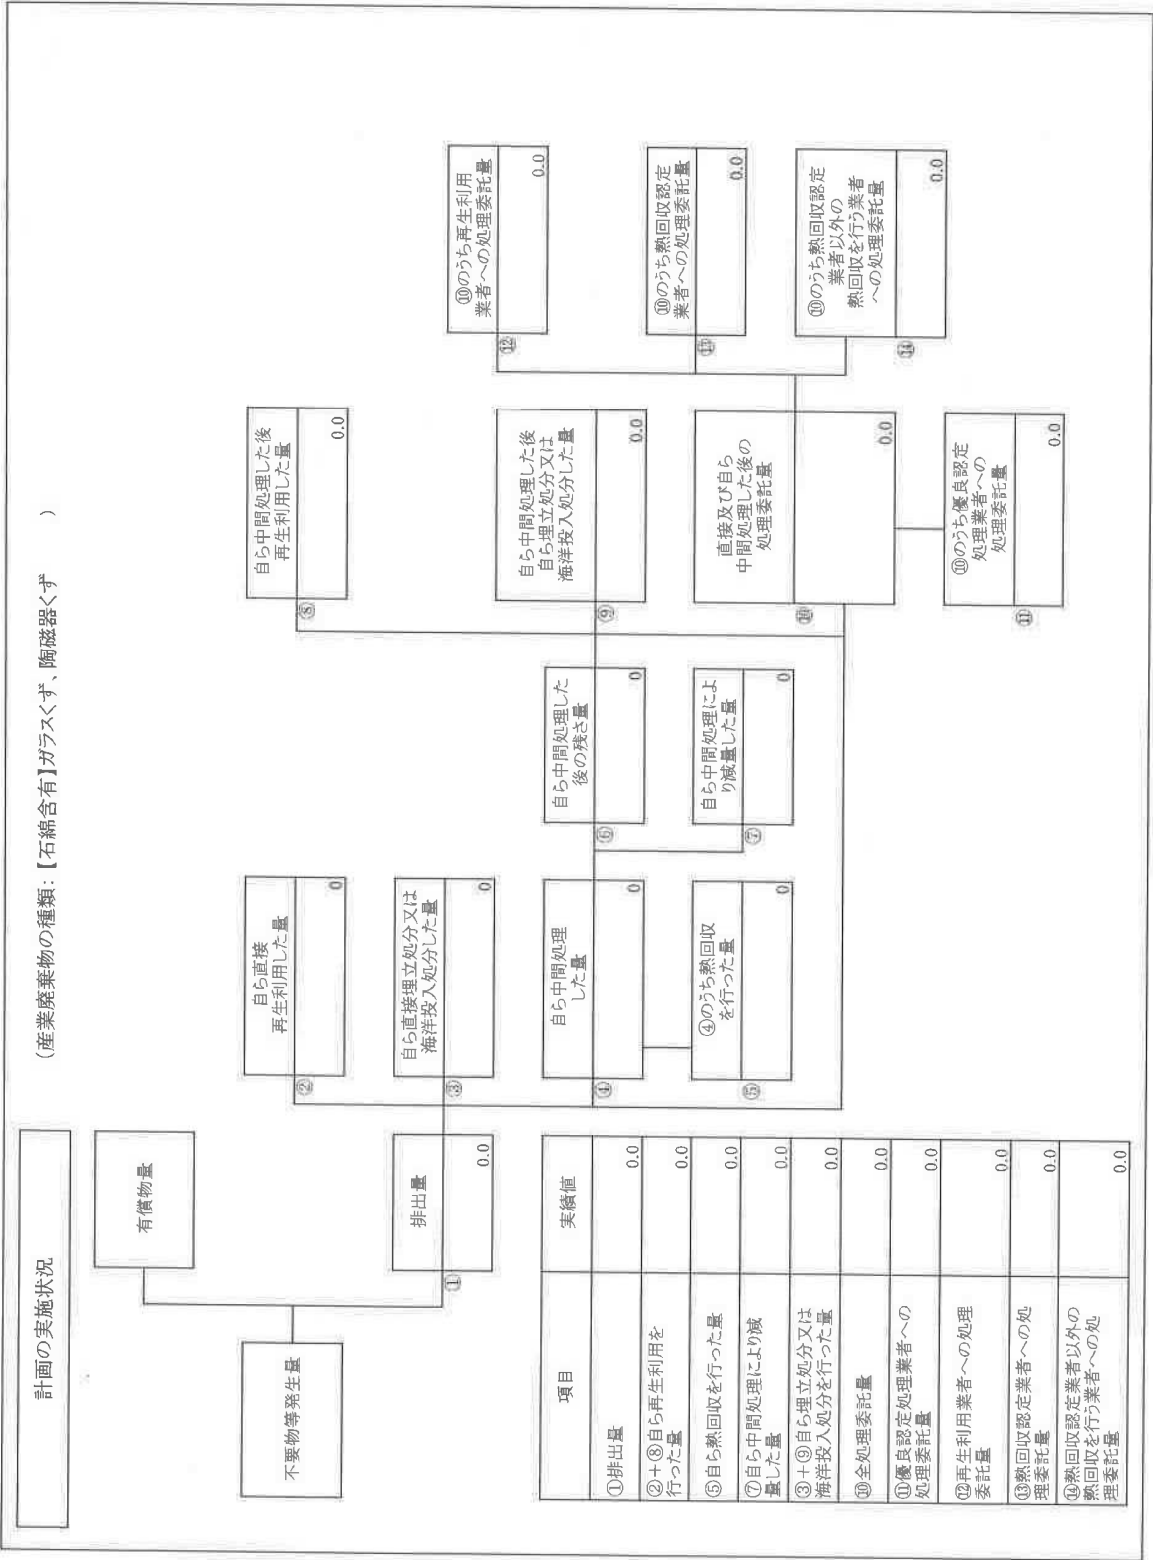 計画の実施状況
(産業廃棄物の種類：【石綿含有】ガラスくず、陶磁器くず )
不要物等発生量
有償物量
①
排出量
0.0
②
自ら直接
再生利用した量
0
③
自ら直接埋立処分又は
海洋投入処分した量
0
④
自ら中間処理
した量
0
⑤
④のうち熱回収
を行った量
0
⑥
自ら中間処理した
後の残さ量
0
⑦
自ら中間処理によ
り減量した量
0
⑧
自ら中間処理した後
再生利用した量
0.0
⑨
自ら中間処理した後
自ら埋立処分又は
海洋投入処分した量
0.0
⑩
直接及び自ら
中間処理した後の
処理委託量
0.0
⑪
⑩のうち優良認定
処理業者への
処理委託量
0.0
⑫
⑩のうち再生利用
業者への処理委託量
0.0
⑬
⑩のうち熱回収認定
業者への処理委託量
0.0
⑭
⑩のうち熱回収認定
業者以外の
熱回収を行う業者
への処理委託量
0.0
項目 実績値
①排出量 0.0
②＋⑧自ら再生利用を
行った量 0.0
⑤自ら熱回収を行った量 0.0
⑦自ら中間処理により減
量した量 0.0
③＋⑨自ら埋立処分又は
海洋投入処分を行った量 0.0
⑩全処理委託量 0.0
⑪優良認定処理業者への
処理委託量 0.0
⑫再生利用業者への処理
委託量 0.0
⑬熱回収認定業者への処
理委託量 0.0
⑭熱回収認定業者以外の
熱回収を行う業者への処
理委託量 0.0